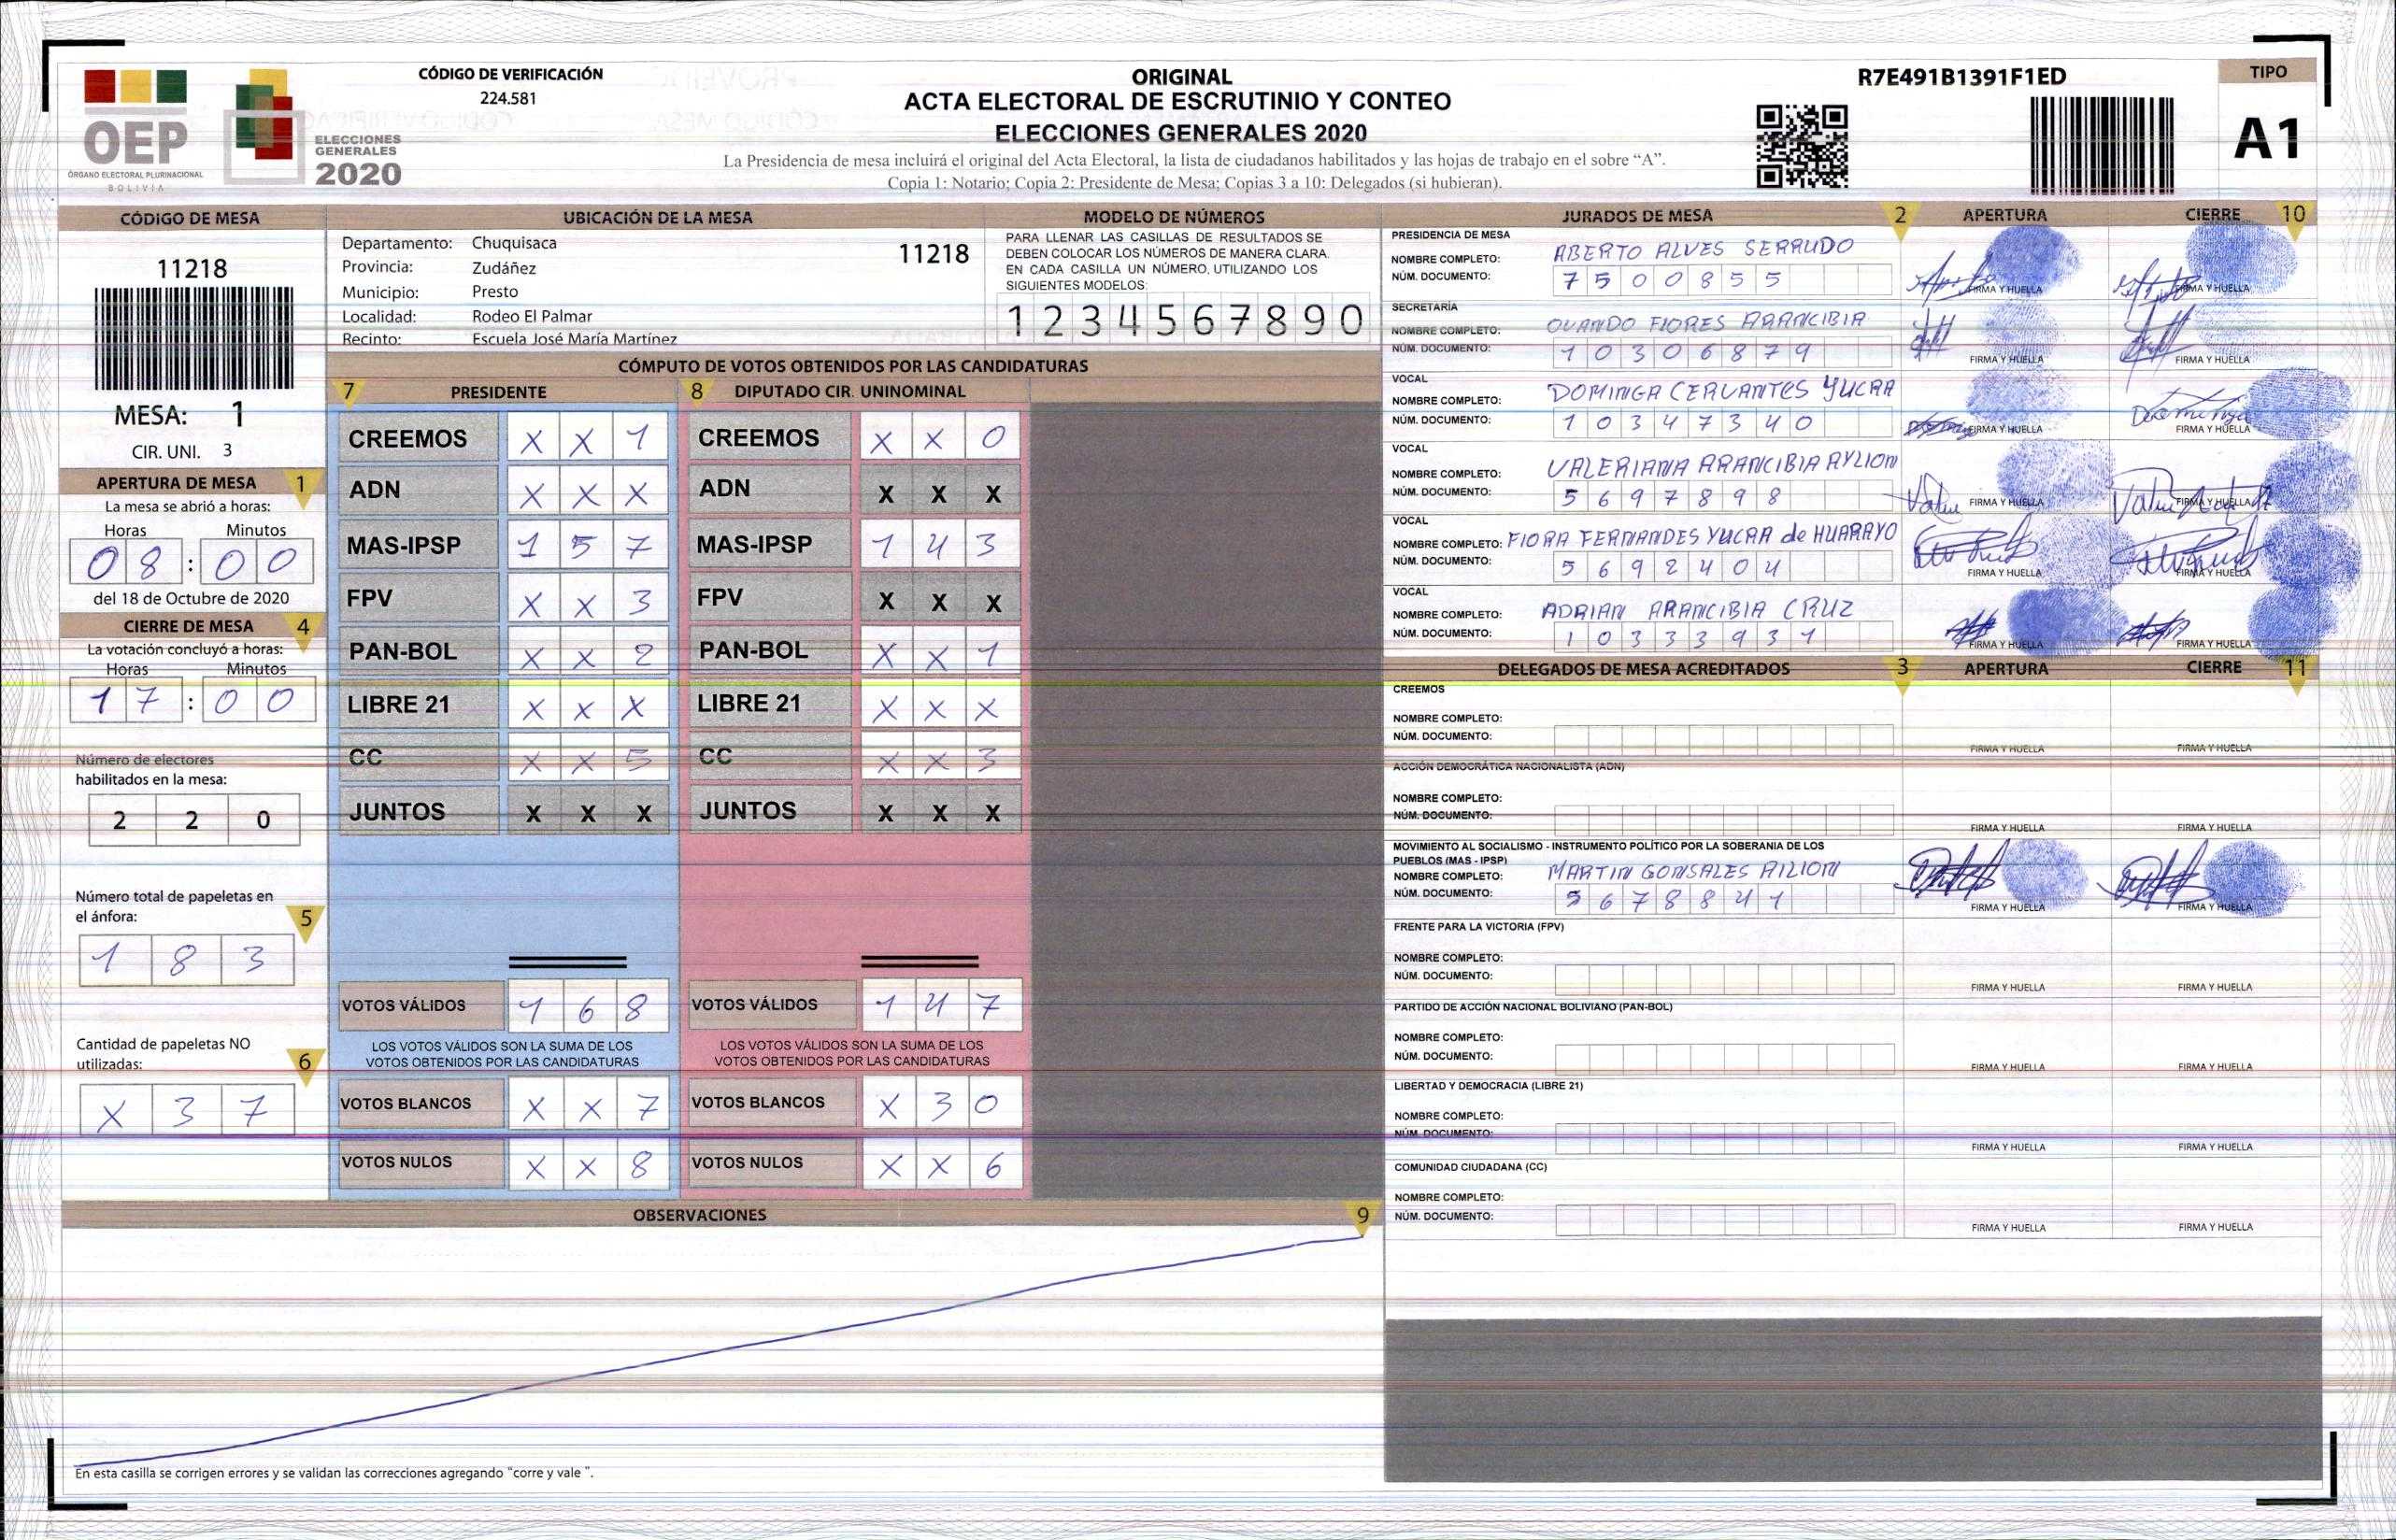 CÓDIGO DE VERIFICACIÓN
224.581
OEP
ÓRGANO ELECTORAL PLURINACIONAL
BOLIVIA
ELECCIONES
GENERALES
2020
ORIGINAL
ACTA ELECTORAL DE ESCRUTINIO Y CONTEO
ELECCIONES GENERALES 2020
La Presidencia de mesa incluirá el original del Acta Electoral, la lista de ciudadanos habilitados y las hojas de trabajo en el sobre “A”.
Copia 1: Notario; Copia 2: Presidente de Mesa; Copias 3 a 10: Delegados (si hubieran).
R7E491B1391F1ED
TIPO
A1
CÓDIGO DE MESA
11218
MESA: 1
CIR. UNI. 3
APERTURA DE MESA 1
La mesa se abrió a horas:
Horas Minutos
0 8 : 0 0
del 18 de Octubre de 2020
CIERRE DE MESA 4
La votación concluyó a horas:
Horas Minutos
1 7 : 0 0
Número de electores
habilitados en la mesa:
2 2 0
Número total de papeletas en
el ánfora: 5
1 8 3
Cantidad de papeletas NO
utilizadas: 6
X 3 7
UBICACIÓN DE LA MESA
Departamento: Chuquisaca 11218
Provincia: Zudáñez
Municipio: Presto
Localidad: Rodeo El Palmar
Recinto: Escuela José María Martínez
MODELO DE NÚMEROS
PARA LLENAR LAS CASILLAS DE RESULTADOS SE
DEBEN COLOCAR LOS NÚMEROS DE MANERA CLARA.
EN CADA CASILLA UN NÚMERO, UTILIZANDO LOS
SIGUIENTES MODELOS:
1 2 3 4 5 6 7 8 9 0
CÓMPUTO DE VOTOS OBTENIDOS POR LAS CANDIDATURAS
7 PRESIDENTE 8 DIPUTADO CIR. UNINOMINAL
CREEMOS X X 1 CREEMOS X X 0
ADN X X X ADN X X X
MAS-IPSP 1 5 7 MAS-IPSP 1 4 3
FPV X X 3 FPV X X X
PAN-BOL X X 2 PAN-BOL X X 1
LIBRE 21 X X X LIBRE 21 X X X
CC X X 5 CC X X 3
JUNTOS X X X JUNTOS X X X
VOTOS VÁLIDOS 1 6 8 VOTOS VÁLIDOS 1 4 7
LOS VOTOS VÁLIDOS SON LA SUMA DE LOS LOS VOTOS VÁLIDOS SON LA SUMA DE LOS
VOTOS OBTENIDOS POR LAS CANDIDATURAS VOTOS OBTENIDOS POR LAS CANDIDATURAS
VOTOS BLANCOS X X 7 VOTOS BLANCOS X 3 0
VOTOS NULOS X X 8 VOTOS NULOS X X 6
OBSERVACIONES 9
En esta casilla se corrigen errores y se validan las correcciones agregando “corre y vale ”.
JURADOS DE MESA 2 APERTURA CIERRE 10
PRESIDENCIA DE MESA
NOMBRE COMPLETO: ABERTO ALVES SERRUDO
NÚM. DOCUMENTO: 7 5 0 0 8 5 5
FIRMA Y HUELLA FIRMA Y HUELLA
SECRETARÍA
NOMBRE COMPLETO: OVANDO FLORES ARANCIBIA
NÚM. DOCUMENTO: 1 0 3 0 6 8 7 9
FIRMA Y HUELLA FIRMA Y HUELLA
VOCAL
NOMBRE COMPLETO: DOMINGA CERVANTES YUCRA
NÚM. DOCUMENTO: 1 0 3 4 7 3 4 0
FIRMA Y HUELLA FIRMA Y HUELLA
VOCAL
NOMBRE COMPLETO: VALERIANA ARANCIBIA AYLLON
NÚM. DOCUMENTO: 5 6 9 7 8 9 8
FIRMA Y HUELLA FIRMA Y HUELLA
VOCAL
NOMBRE COMPLETO: FLORA FERNANDES YUCRA de HUARAYO
NÚM. DOCUMENTO: 5 6 9 2 4 0 4
FIRMA Y HUELLA FIRMA Y HUELLA
VOCAL
NOMBRE COMPLETO: ADRIAN ARANCIBIA CRUZ
NÚM. DOCUMENTO: 1 0 3 3 3 9 3 1
FIRMA Y HUELLA FIRMA Y HUELLA
DELEGADOS DE MESA ACREDITADOS 3 APERTURA CIERRE 11
CREEMOS
NOMBRE COMPLETO:
NÚM. DOCUMENTO:
FIRMA Y HUELLA FIRMA Y HUELLA
ACCIÓN DEMOCRÁTICA NACIONALISTA (ADN)
NOMBRE COMPLETO:
NÚM. DOCUMENTO:
FIRMA Y HUELLA FIRMA Y HUELLA
MOVIMIENTO AL SOCIALISMO - INSTRUMENTO POLÍTICO POR LA SOBERANIA DE LOS
PUEBLOS (MAS - IPSP)
NOMBRE COMPLETO: MARTIN GONSALES AILLON
NÚM. DOCUMENTO: 5 6 7 8 8 4 1
FIRMA Y HUELLA FIRMA Y HUELLA
FRENTE PARA LA VICTORIA (FPV)
NOMBRE COMPLETO:
NÚM. DOCUMENTO:
FIRMA Y HUELLA FIRMA Y HUELLA
PARTIDO DE ACCIÓN NACIONAL BOLIVIANO (PAN-BOL)
NOMBRE COMPLETO:
NÚM. DOCUMENTO:
FIRMA Y HUELLA FIRMA Y HUELLA
LIBERTAD Y DEMOCRACIA (LIBRE 21)
NOMBRE COMPLETO:
NÚM. DOCUMENTO:
FIRMA Y HUELLA FIRMA Y HUELLA
COMUNIDAD CIUDADANA (CC)
NOMBRE COMPLETO:
NÚM. DOCUMENTO:
FIRMA Y HUELLA FIRMA Y HUELLA